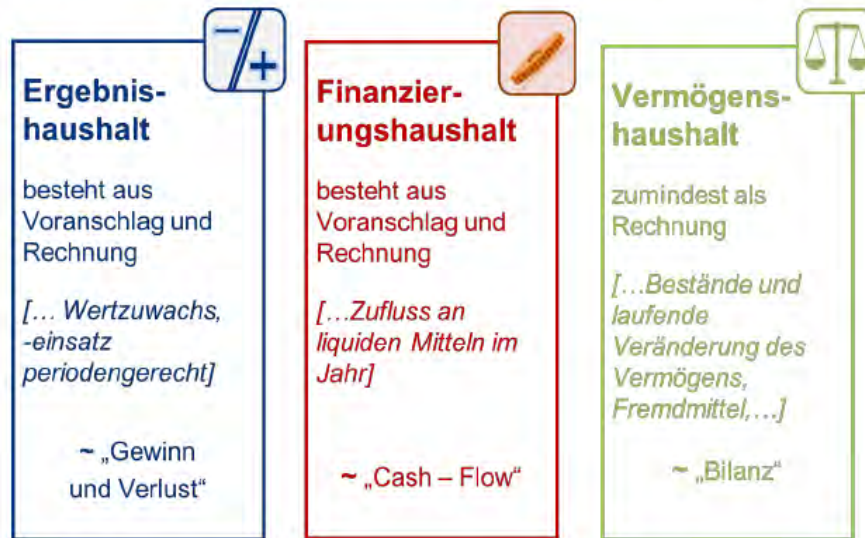 Ergebnis-
haushalt
besteht aus
Voranschlag und
Rechnung
[… Wertzuwachs,
-einsatz
periodengerecht]
~ „Gewinn
und Verlust“
Finanzier-
ungshaushalt
besteht aus
Voranschlag und
Rechnung
[…Zufluss an
liquiden Mitteln im
Jahr]
~ „Cash – Flow“
Vermögens-
haushalt
zumindest als
Rechnung
[…Bestände und
laufende
Veränderung des
Vermögens,
Fremdmittel,…]
~ „Bilanz“